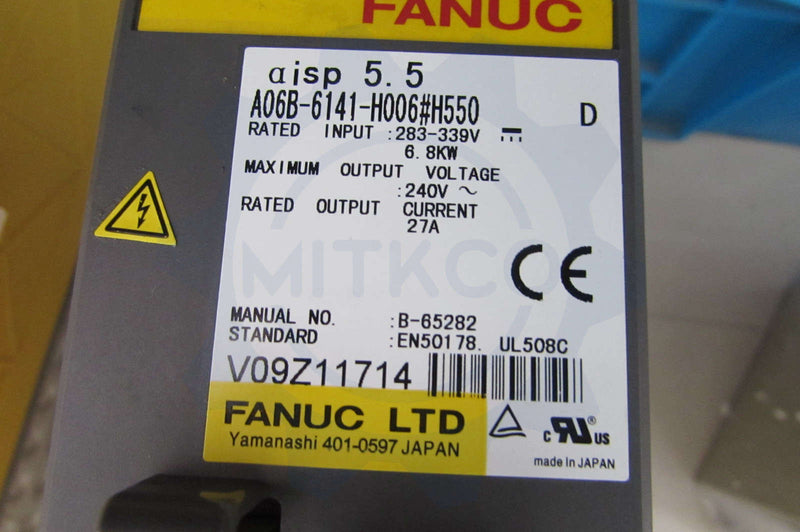 FANUC
αisp 5.5
A06B-6141-H006#H550 D
RATED INPUT :283-339V
6.8KW
MAXIMUM OUTPUT VOLTAGE
:240V ～
RATED OUTPUT CURRENT
27A
MITKCO
CE
MANUAL NO. :B-65282
STANDARD :EN50178. UL508C
V09Z11714
FANUC LTD
Yamanashi 401-0597 JAPAN
c RU® US
made in JAPAN